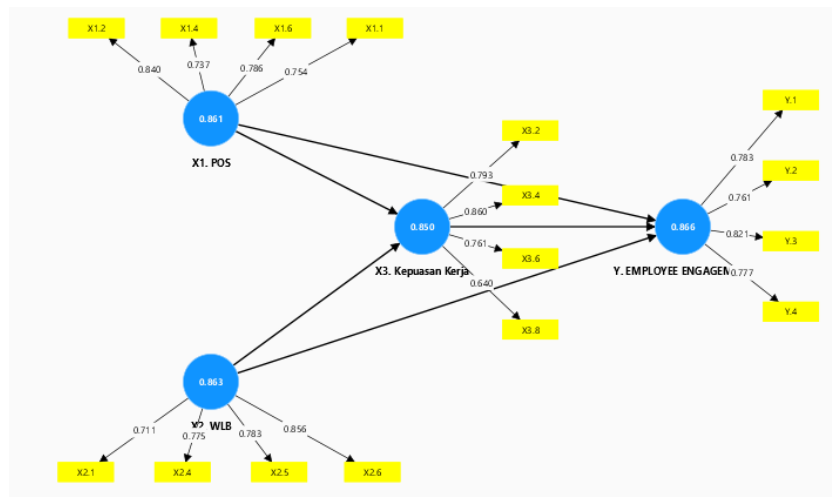 X1.2 X1.4 X1.6 X1.1
0.840 0.737 0.786 0.754
0.861
X1. POS
X3.2
0.793
X3.4
0.860
0.850
0.761
X3.6
X3. Kepuasan Kerja
0.640
X3.8
Y.1
0.783
Y.2
0.761
0.866
0.821
Y.3
Y. EMPLOYEE ENGAGEM
0.777
Y.4
0.863
X2. WLB
0.711 0.775 0.783 0.856
X2.1 X2.4 X2.5 X2.6